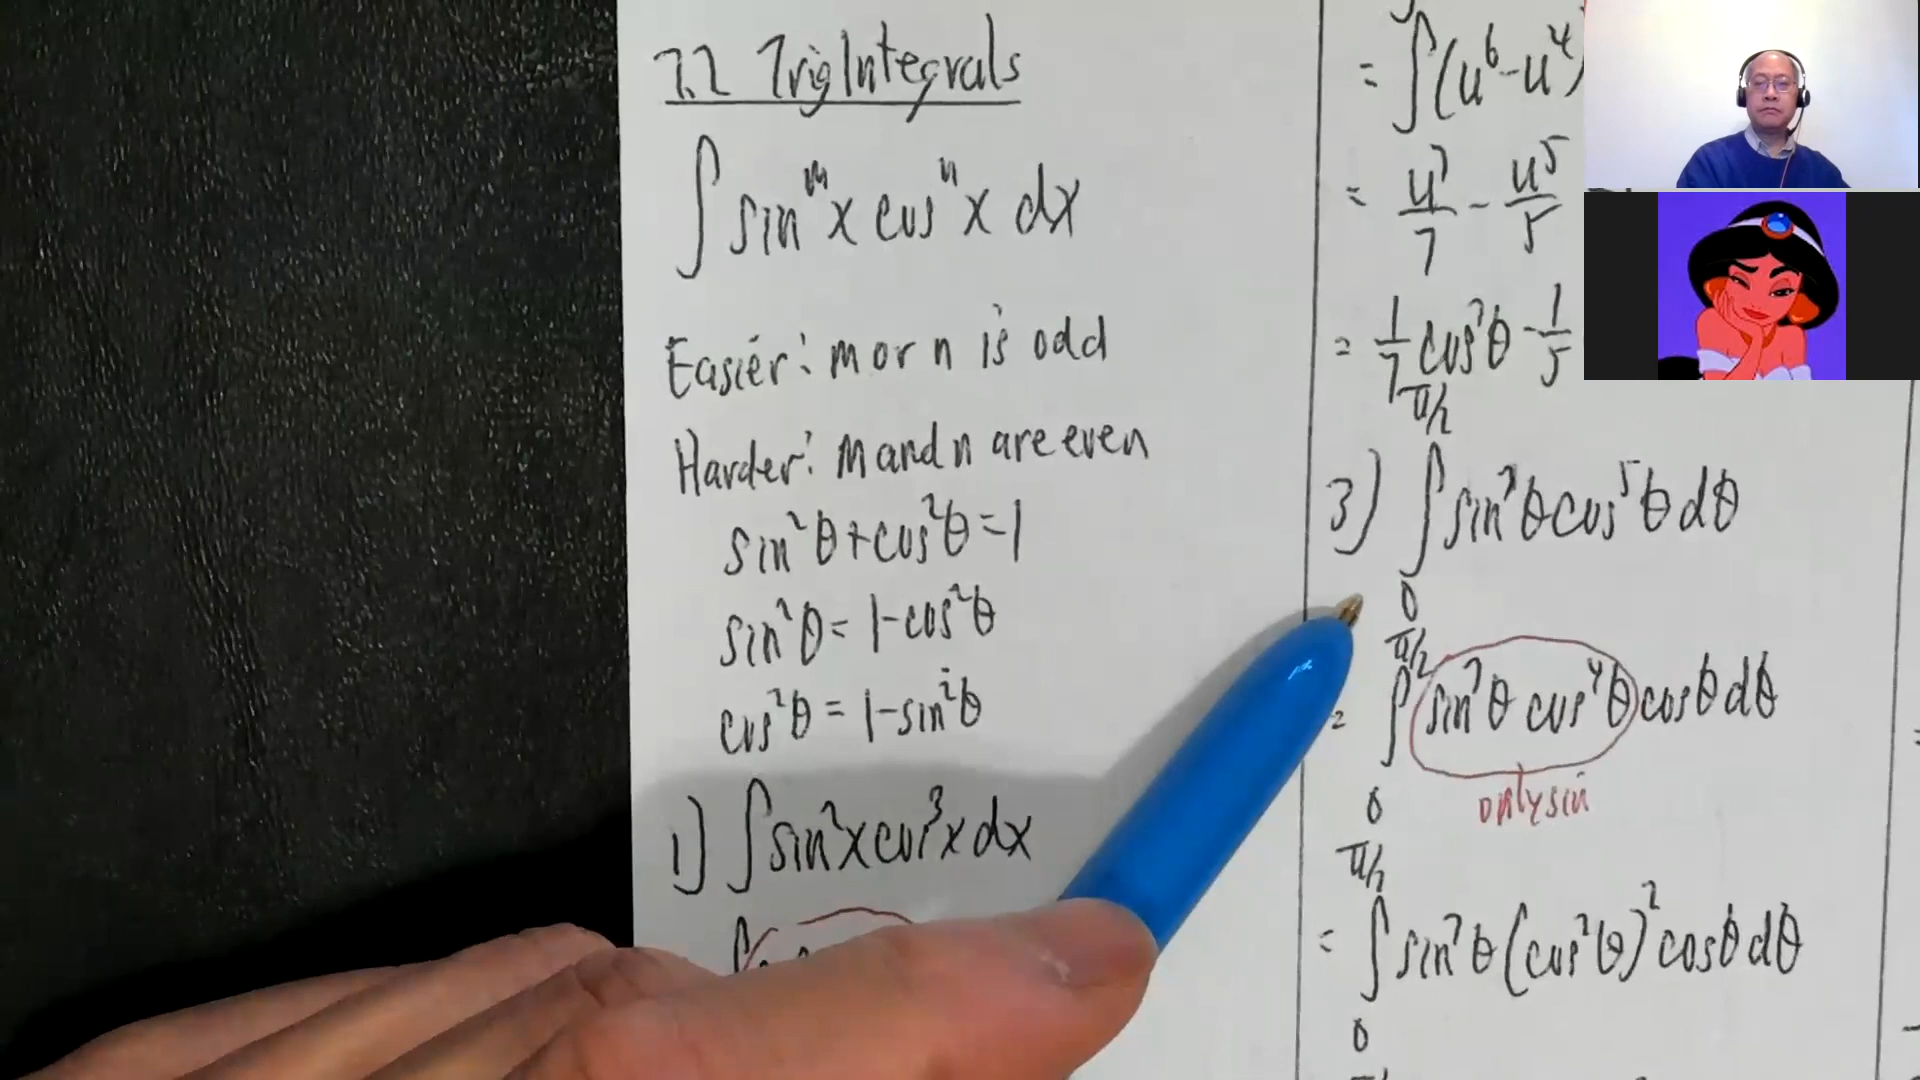 7.2 Trig Integrals
∫ sin^m x cos^n x dx
Easier: m or n is odd
Harder: m and n are even
sin²θ + cos²θ = 1
sin²θ = 1 - cos²θ
cos²θ = 1 - sin²θ
1) ∫ sin²x cos³x dx
= ∫ (u⁶ - u⁴)
= u⁷/7 - u⁵/5
= 1/7 cos⁷θ - 1/5
3) ∫₀^(π/2) sin⁷θ cos⁵θ dθ
= ∫₀^(π/2) sin⁷θ cos⁴θ cosθ dθ
only sin
= ∫₀^(π/2) sin⁷θ (cos²θ)² cosθ dθ